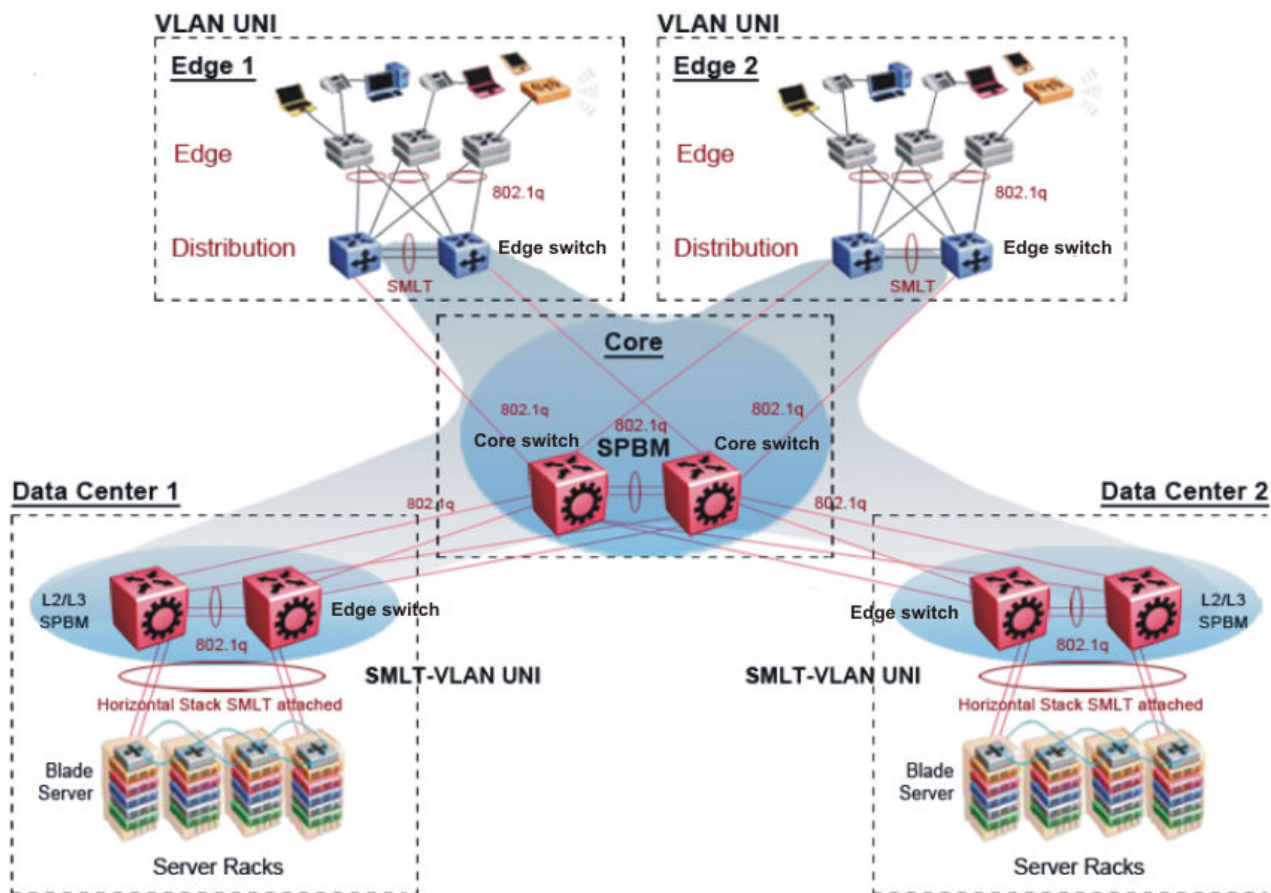 VLAN UNI
VLAN UNI
Edge 1
Edge 2
Edge
Edge
802.1q
802.1q
Distribution
Edge switch
Distribution
Edge switch
SMLT
SMLT
Core
802.1q
802.1q
802.1q
Core switch
SPBM
Core switch
Data Center 1
Data Center 2
802.1q
802.1q
L2/L3
SPBM
Edge switch
802.1q
Edge switch
L2/L3
SPBM
802.1q
SMLT-VLAN UNI
SMLT-VLAN UNI
Horizontal Stack SMLT attached
Horizontal Stack SMLT attached
Blade
Server
Blade
Server
Server Racks
Server Racks